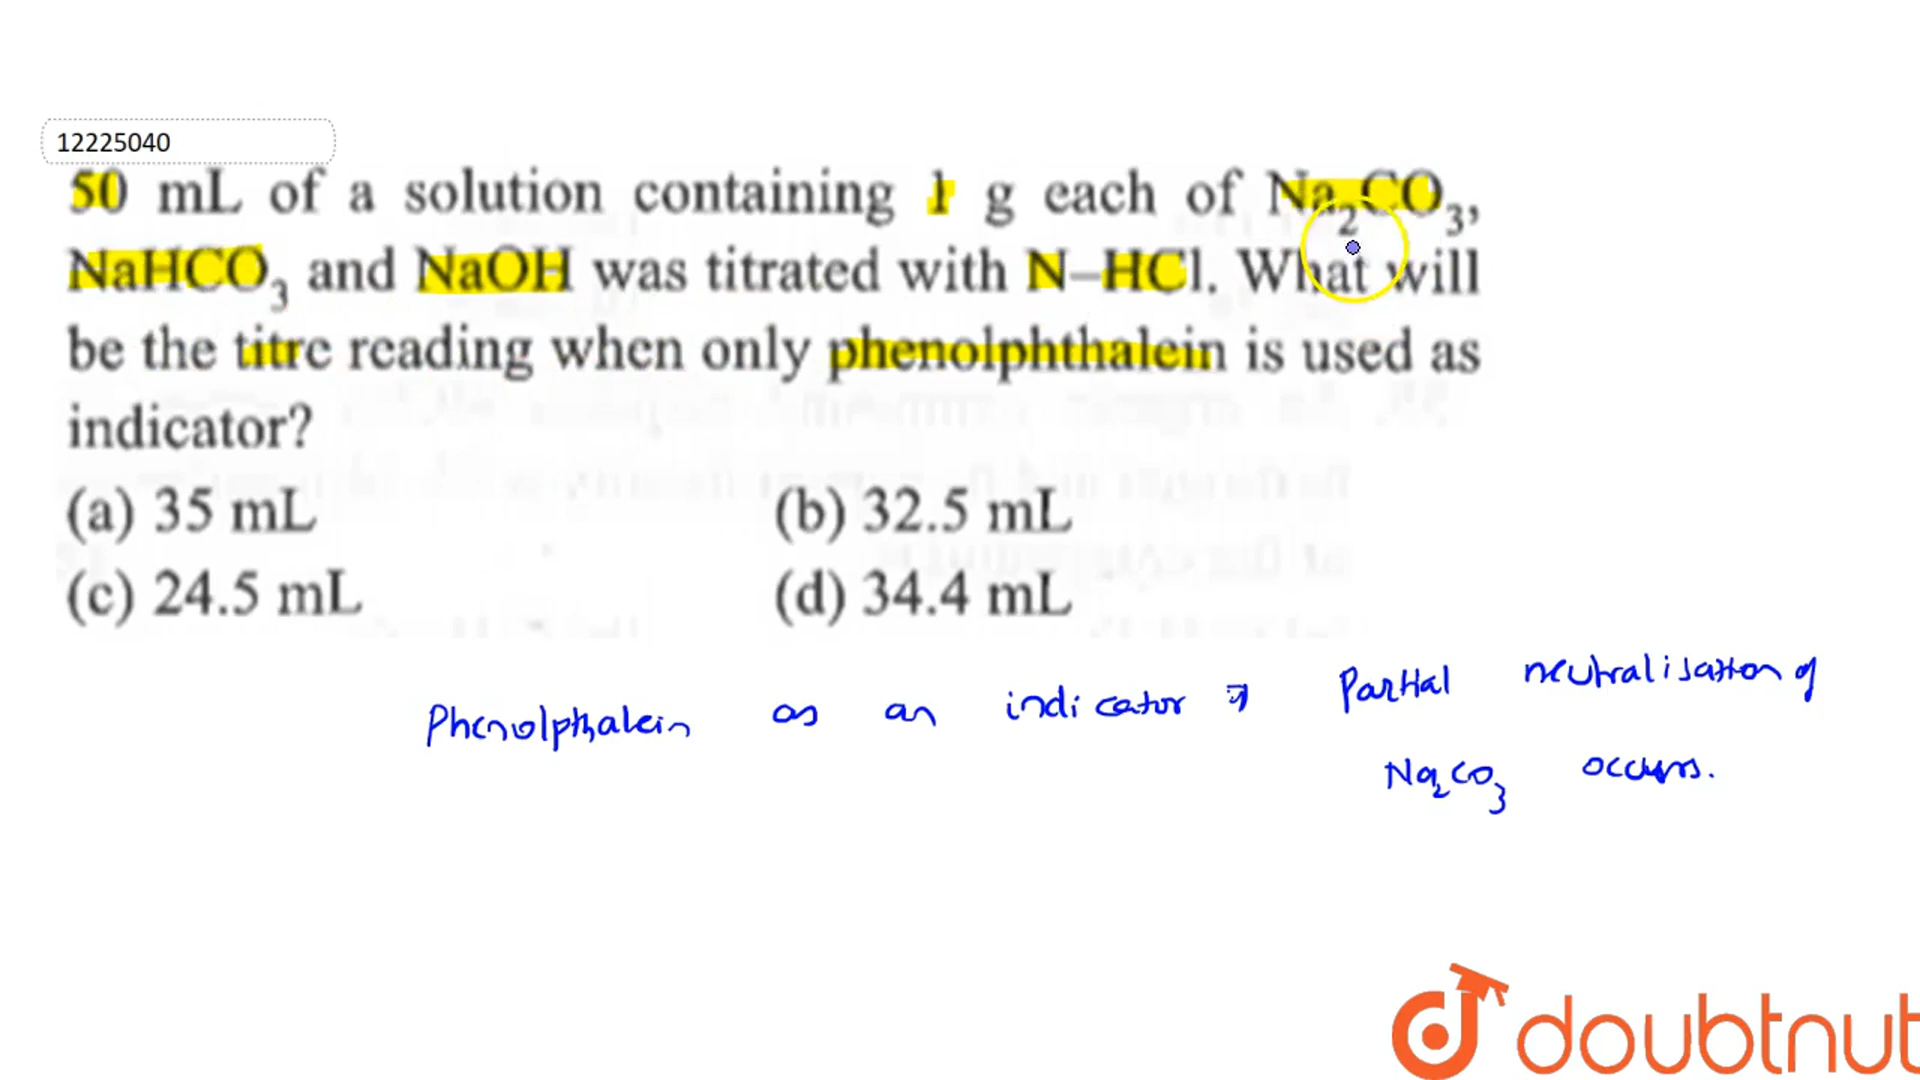 12225040
50 mL of a solution containing 1 g each of Na₂CO₃,
NaHCO₃ and NaOH was titrated with N–HCl. What will
be the titre reading when only phenolphthalein is used as
indicator?
(a) 35 mL (b) 32.5 mL
(c) 24.5 mL (d) 34.4 mL
Phenolpthalein as an indicator ⇒ Partial neutralisation of
Na₂CO₃ occurs.
doubtnut